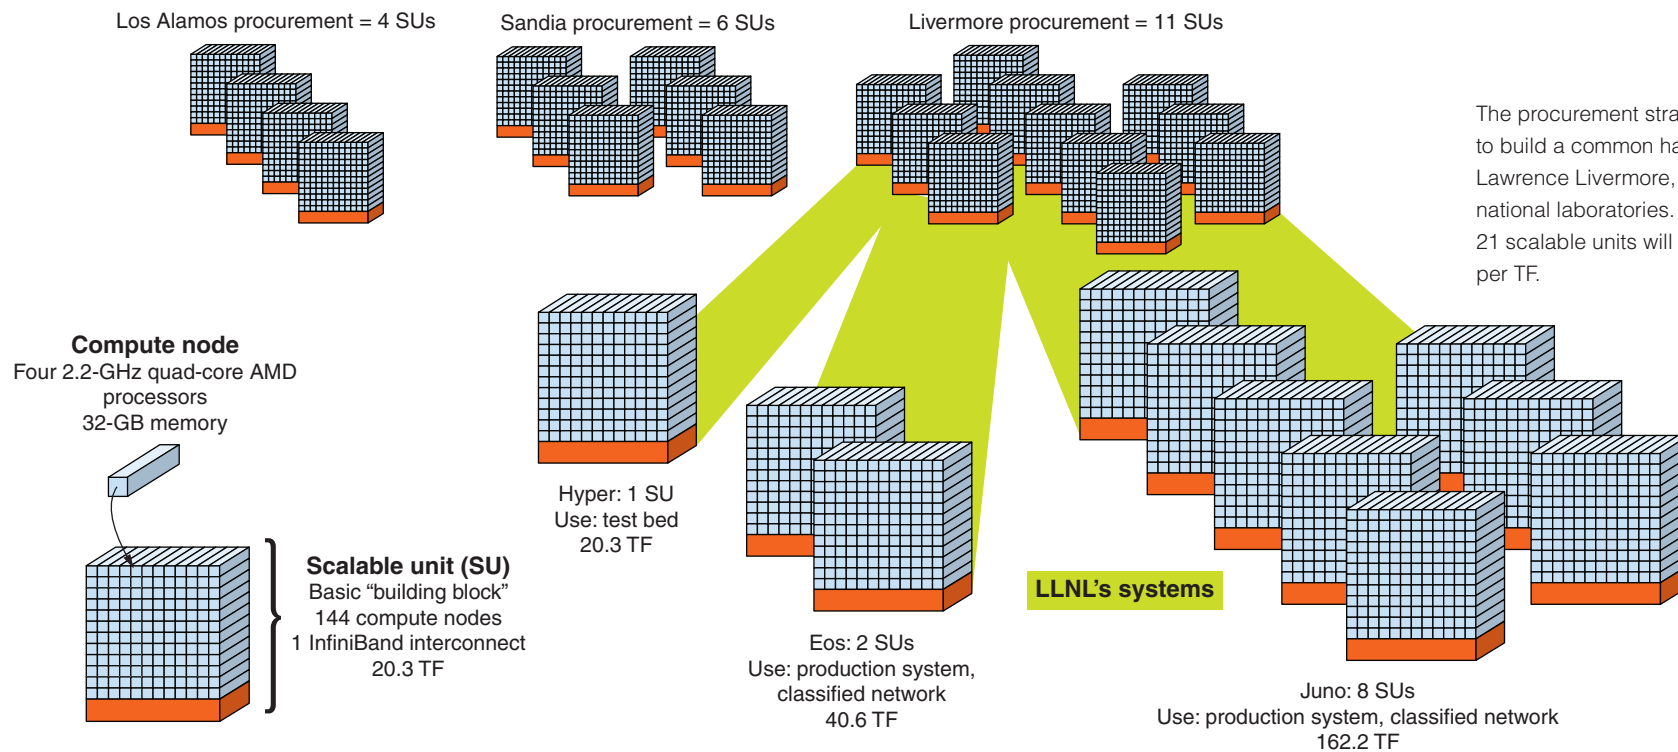 Los Alamos procurement = 4 SUs
Sandia procurement = 6 SUs
Livermore procurement = 11 SUs
The procurement
to build a common
Lawrence Livermore,
national laboratories.
21 scalable units will
per TF.
Compute node
Four 2.2-GHz quad-core AMD
processors
32-GB memory
Scalable unit (SU)
Basic “building block”
144 compute nodes
1 InfiniBand interconnect
20.3 TF
Hyper: 1 SU
Use: test bed
20.3 TF
Eos: 2 SUs
Use: production system,
classified network
40.6 TF
LLNL’s systems
Juno: 8 SUs
Use: production system, classified network
162.2 TF